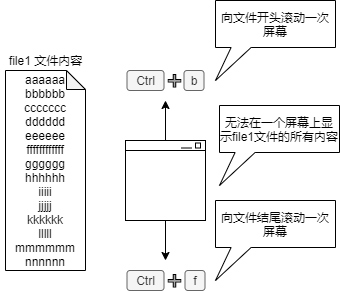 向文件开头滚动一次
屏幕
file1 文件内容
Ctrl b
aaaaaa
bbbbbb
ccccccc
dddddd
eeeeee
ffffffffffff
gggggg
hhhhhh
iiiii
jjjjj
kkkkkk
lllll
mmmmmm
nnnnnn
无法在一个屏幕上显
示file1文件的所有内容
向文件结尾滚动一次
屏幕
Ctrl f